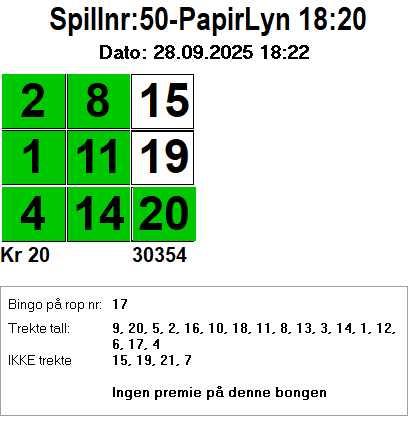 Spillnr:50-PapirLyn 18:20
Dato: 28.09.2025 18:22
2 8 15
1 11 19
4 14 20
Kr 20 30354
Bingo på rop nr: 17
Trekte tall: 9, 20, 5, 2, 16, 10, 18, 11, 8, 13, 3, 14, 1, 12,
6, 17, 4
IKKE trekte 15, 19, 21, 7
Ingen premie på denne bongen